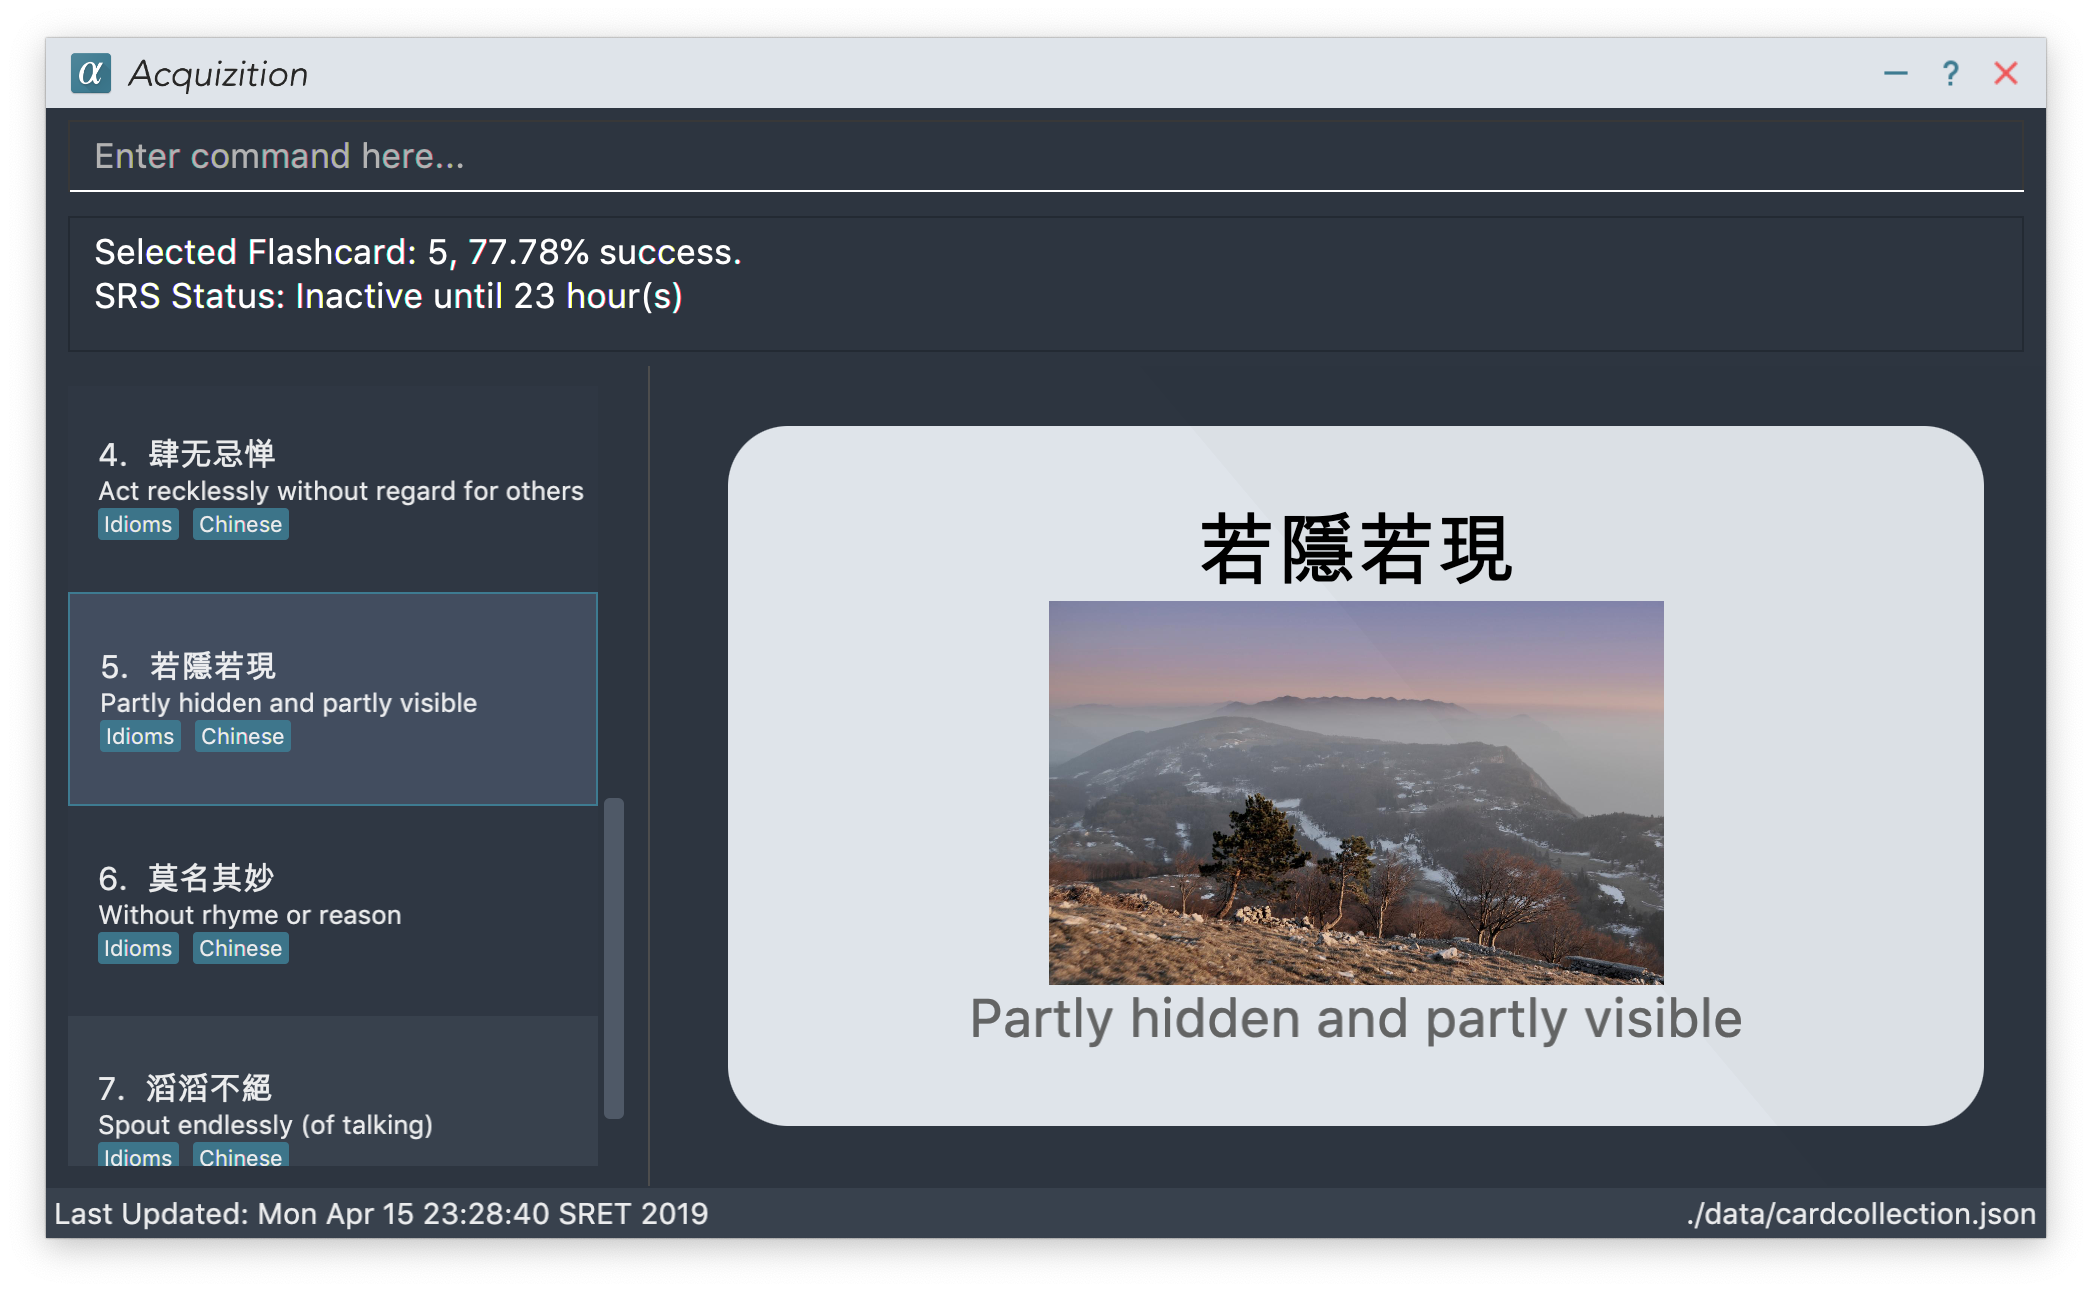 α Acquizition
— ? ×
Enter command here...
Selected Flashcard: 5, 77.78% success.
SRS Status: Inactive until 23 hour(s)
4. 肆无忌惮
Act recklessly without regard for others
Idioms Chinese
5. 若隱若現
Partly hidden and partly visible
Idioms Chinese
6. 莫名其妙
Without rhyme or reason
Idioms Chinese
7. 滔滔不絕
Spout endlessly (of talking)
Idioms Chinese
若隱若現
Partly hidden and partly visible
Last Updated: Mon Apr 15 23:28:40 SRET 2019
./data/cardcollection.json